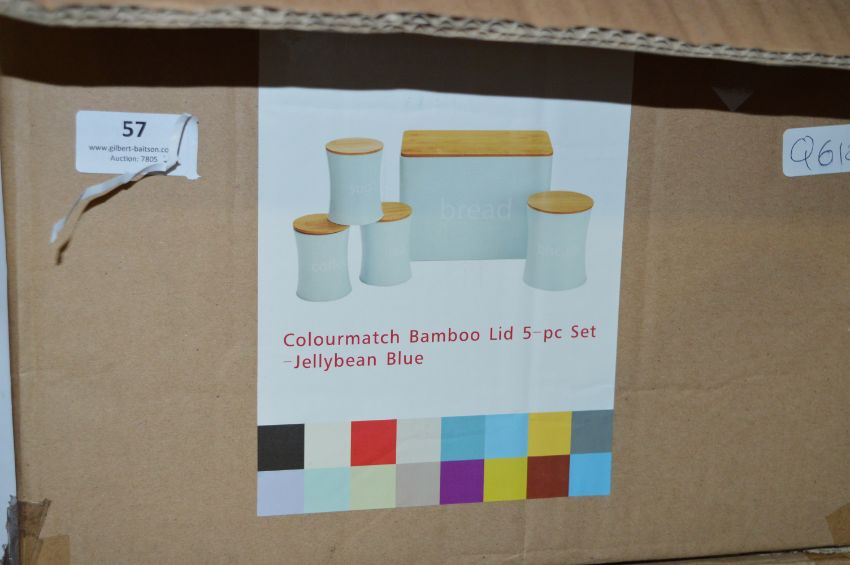 57
www.gilbert-baitson.co
Auction: 7805
bread
Colourmatch Bamboo Lid 5-pc Set
-Jellybean Blue